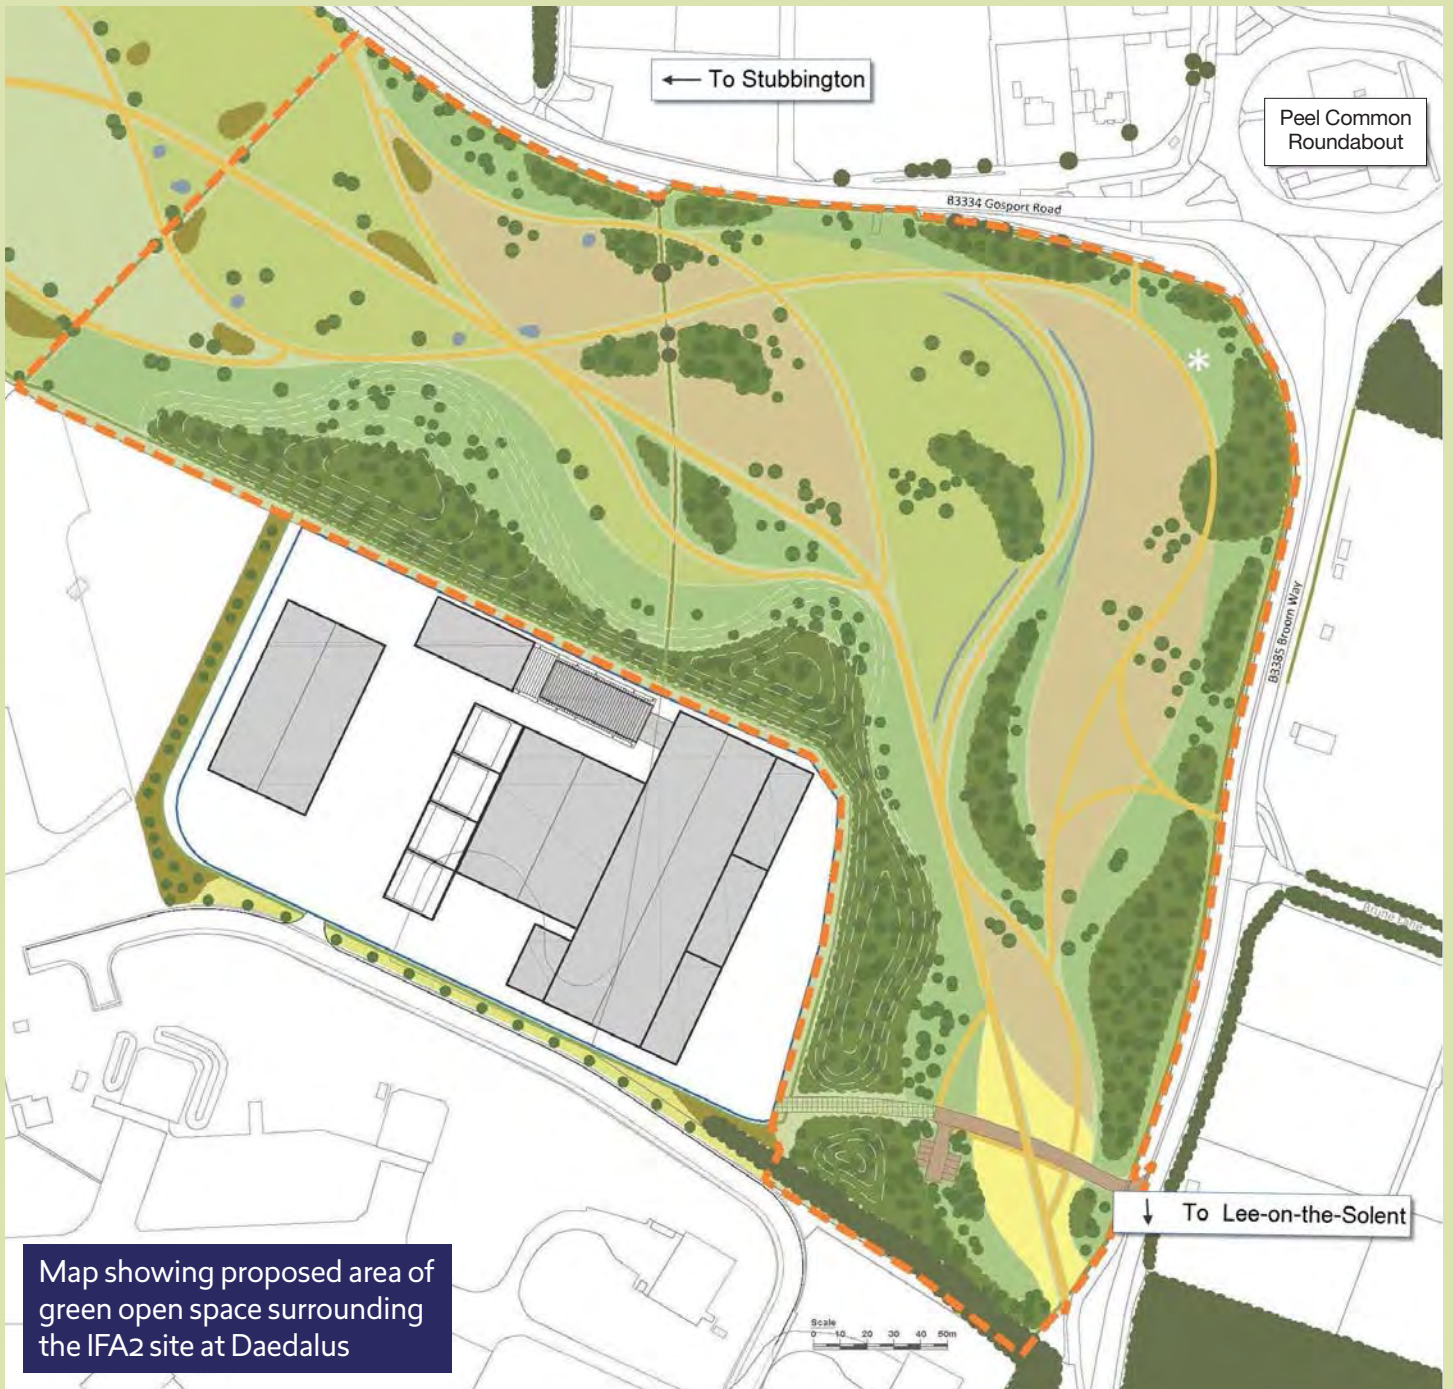 ← To Stubbington
Peel Common
Roundabout
B3334 Gosport Road
*
B3385 Broom Way
Brune Lane
↓ To Lee-on-the-Solent
Map showing proposed area of
green open space surrounding
the IFA2 site at Daedalus
Scale
0 10 20 30 40 50m